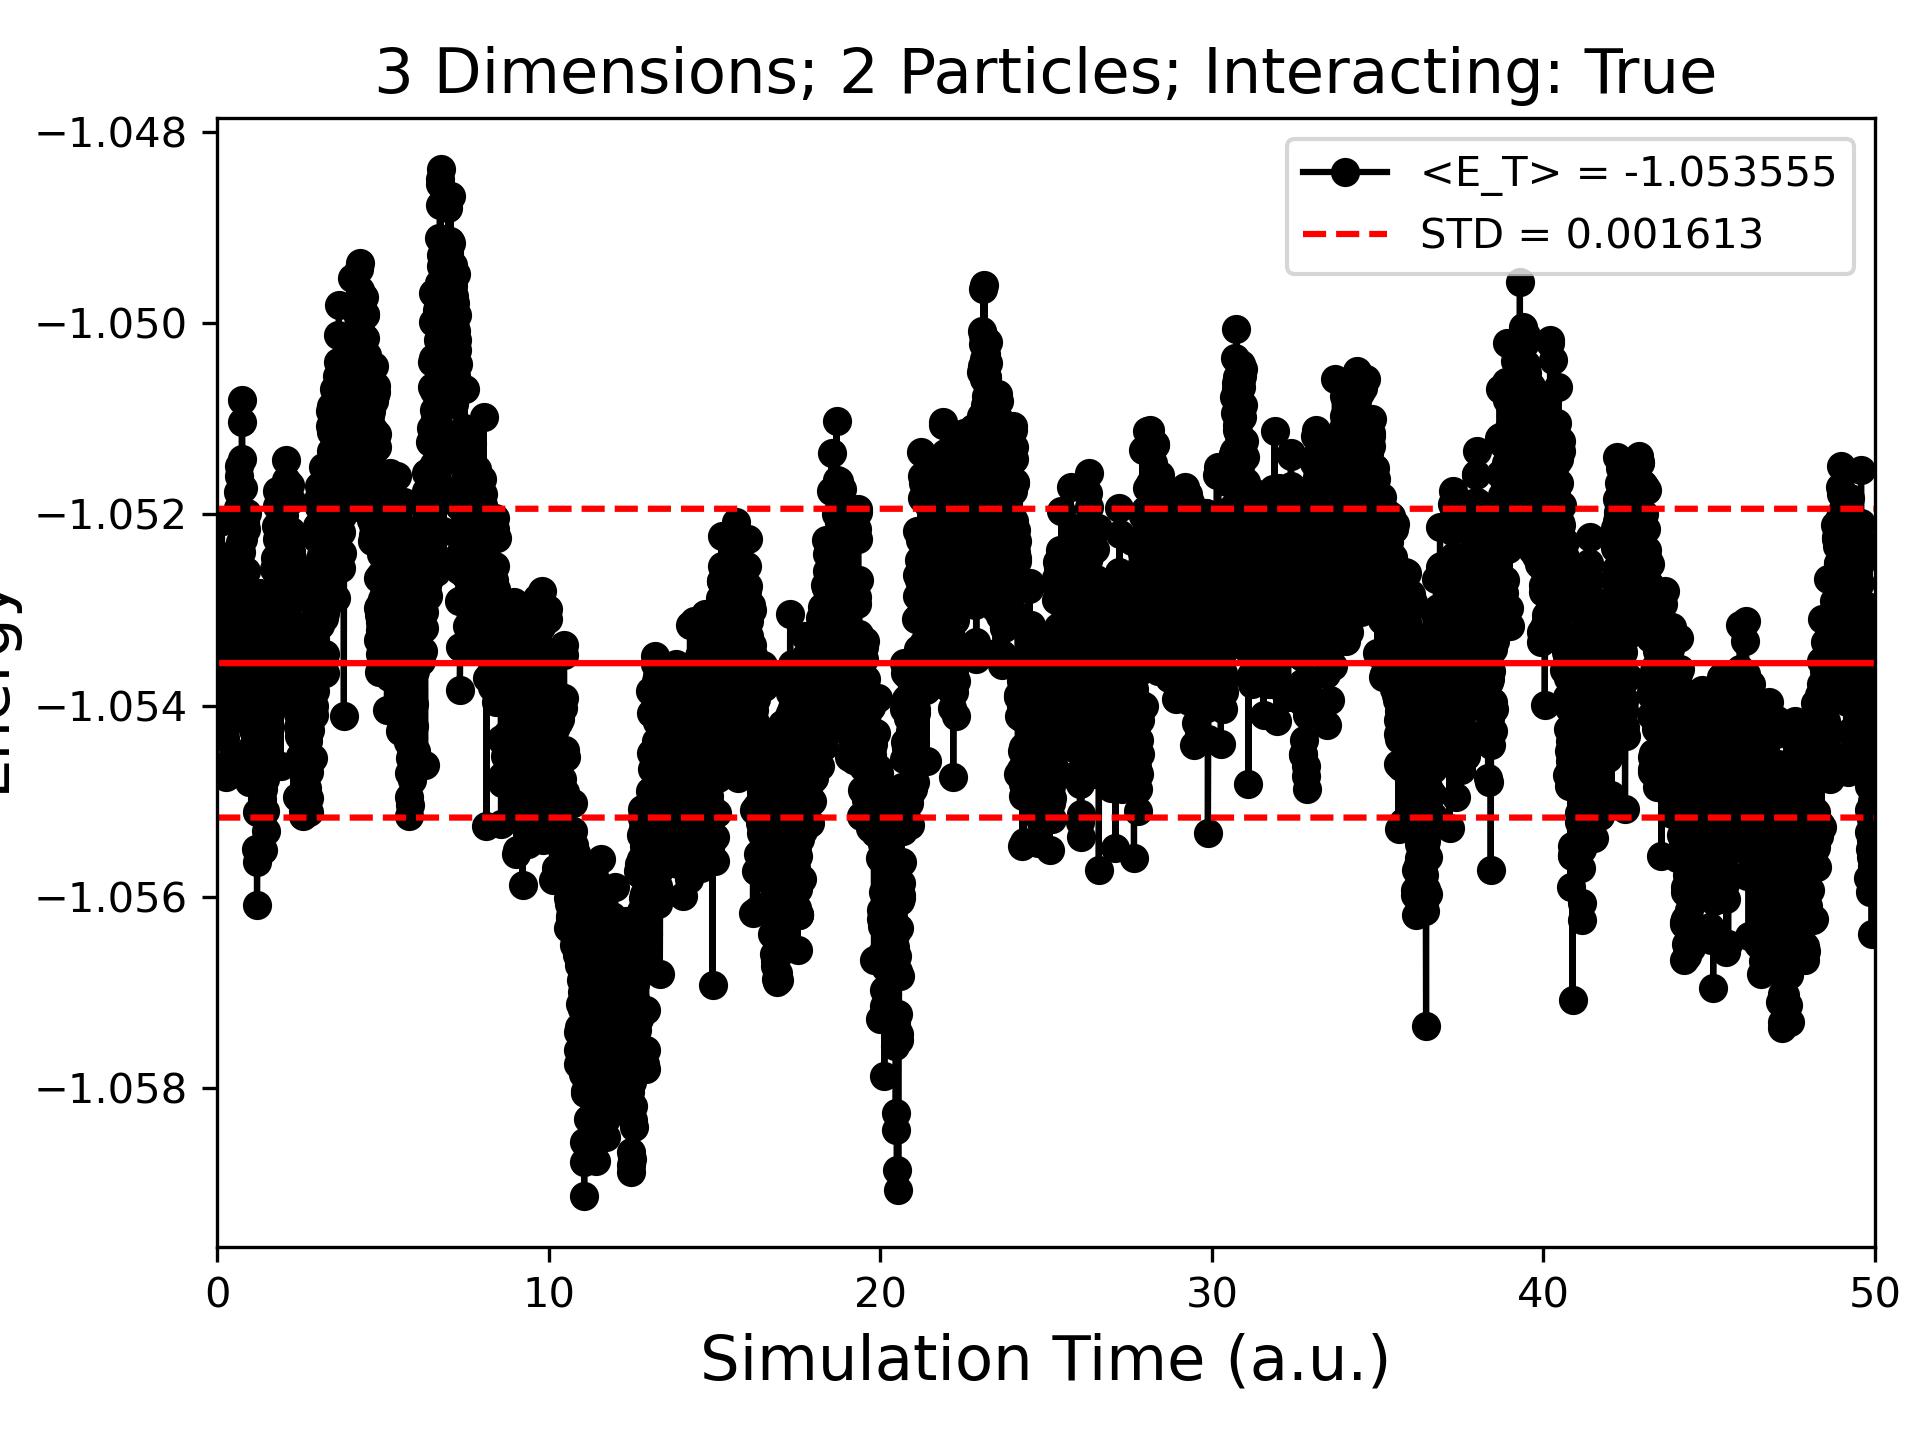 3 Dimensions; 2 Particles; Interacting: True
−1.048
−1.050
−1.052
−1.054
−1.056
−1.058
<E_T> = -1.053555
STD = 0.001613
0 10 20 30 40 50
Simulation Time (a.u.)
Energy